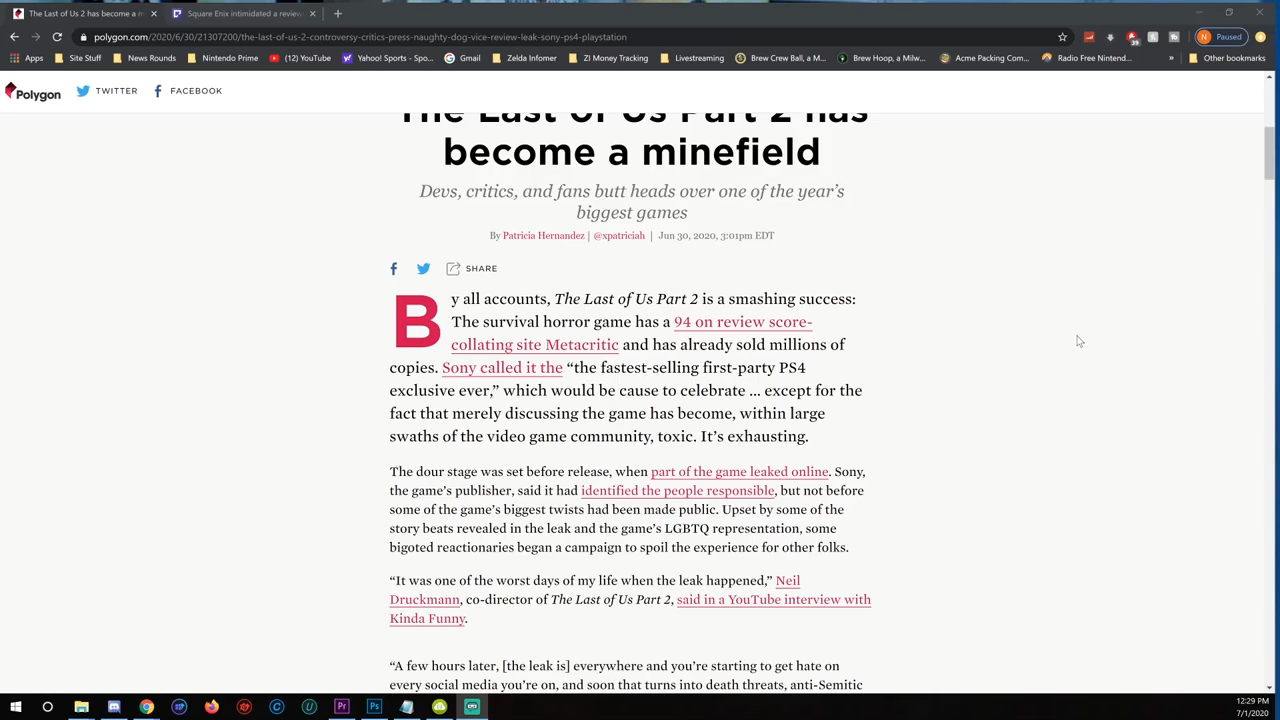 The Last of Us 2 has become a m
Square Enix intimidated a review
polygon.com/2020/6/30/21307200/the-last-of-us-2-controversy-critics-press-naughty-dog-vice-review-leak-sony-ps4-playstation
N Paused
Apps Site Stuff News Rounds Nintendo Prime (12) YouTube Yahoo! Sports - Spo... Gmail Zelda Informer ZI Money Tracking Livestreaming Brew Crew Ball, a M... Brew Hoop, a Milw... Acme Packing Com... Radio Free Nintend... » Other bookmarks
Polygon TWITTER FACEBOOK
The Last of Us Part 2 has
become a minefield
Devs, critics, and fans butt heads over one of the year’s
biggest games
By Patricia Hernandez | @xpatriciah | Jun 30, 2020, 3:01pm EDT
SHARE
By all accounts, The Last of Us Part 2 is a smashing success:
The survival horror game has a 94 on review score-
collating site Metacritic and has already sold millions of
copies. Sony called it the “the fastest-selling first-party PS4
exclusive ever,” which would be cause to celebrate ... except for the
fact that merely discussing the game has become, within large
swaths of the video game community, toxic. It’s exhausting.
The dour stage was set before release, when part of the game leaked online. Sony,
the game’s publisher, said it had identified the people responsible, but not before
some of the game’s biggest twists had been made public. Upset by some of the
story beats revealed in the leak and the game’s LGBTQ representation, some
bigoted reactionaries began a campaign to spoil the experience for other folks.
“It was one of the worst days of my life when the leak happened,” Neil
Druckmann, co-director of The Last of Us Part 2, said in a YouTube interview with
Kinda Funny.
“A few hours later, [the leak is] everywhere and you’re starting to get hate on
every social media you’re on, and soon that turns into death threats, anti-Semitic
12:29 PM
7/1/2020